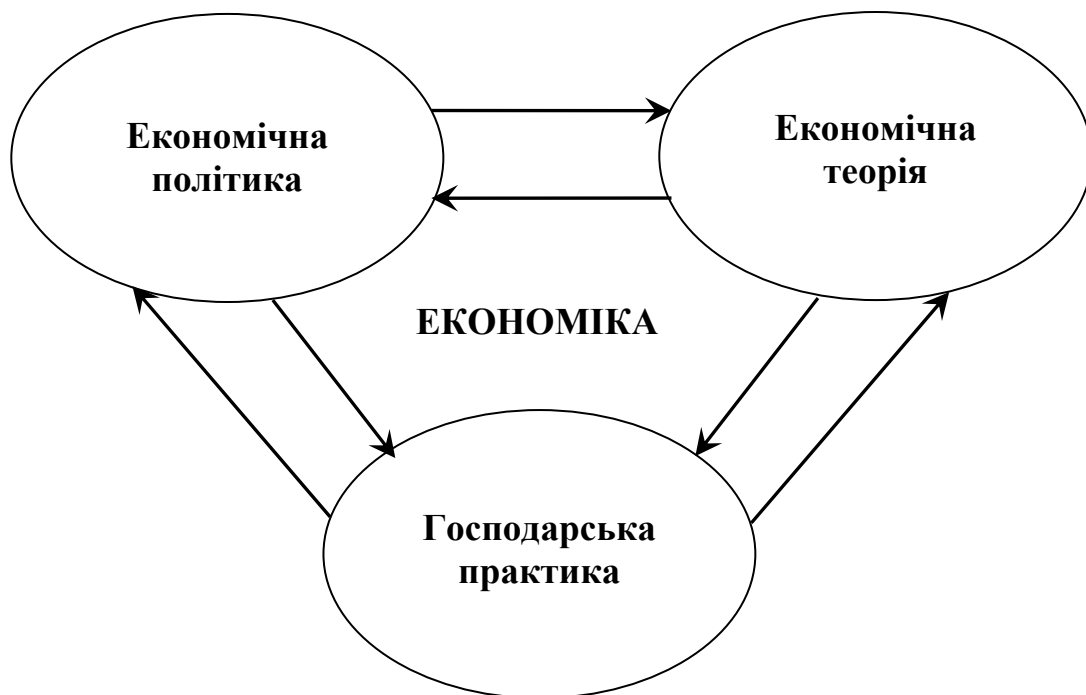 Економічна
політика
Економічна
теорія
ЕКОНОМІКА
Господарська
практика